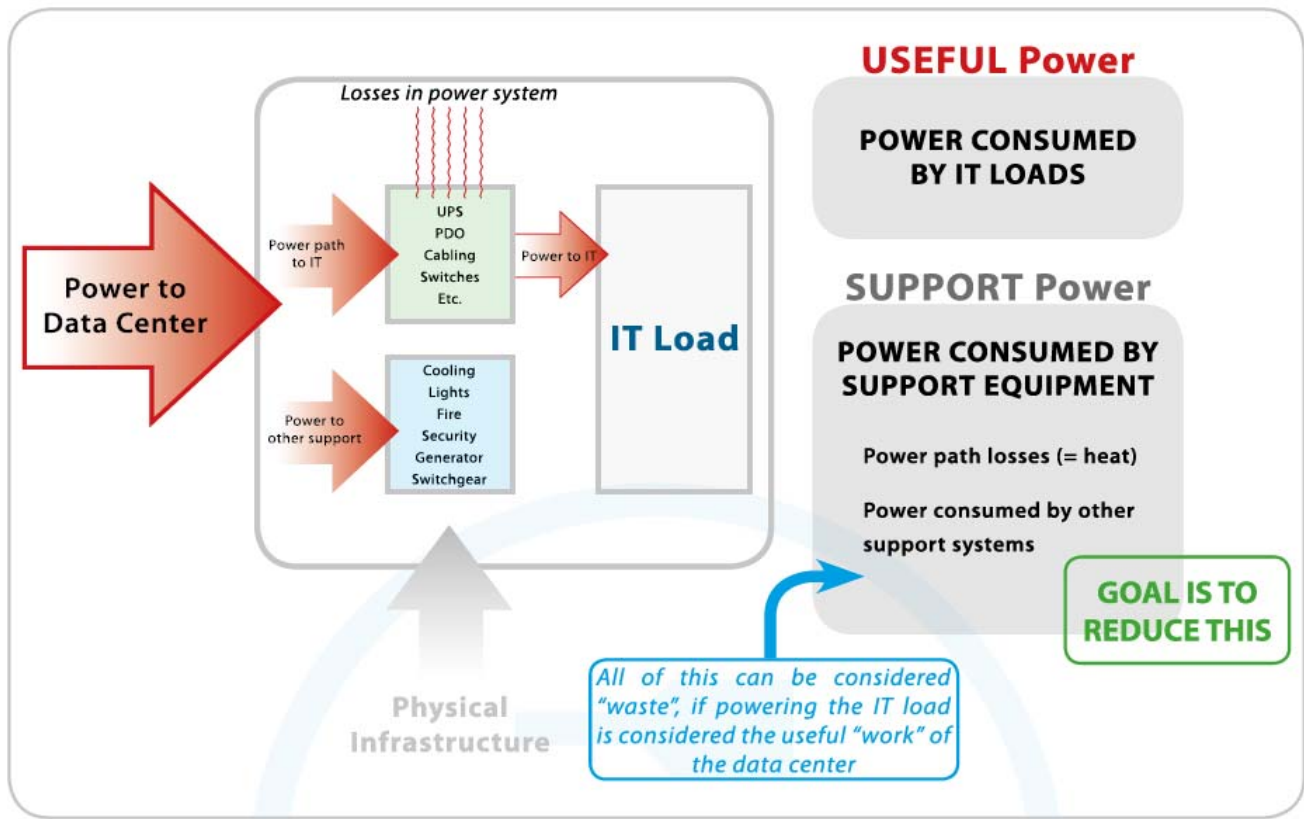 Losses in power system
Power to
Data Center
Power path
to IT
UPS
PDO
Cabling
Switches
Etc.
Power to IT
IT Load
Power to
other support
Cooling
Lights
Fire
Security
Generator
Switchgear
Physical
Infrastructure
USEFUL Power
POWER CONSUMED
BY IT LOADS
SUPPORT Power
POWER CONSUMED BY
SUPPORT EQUIPMENT
Power path losses (= heat)
Power consumed by other
support systems
GOAL IS TO
REDUCE THIS
All of this can be considered
“waste”, if powering the IT load
is considered the useful “work” of
the data center